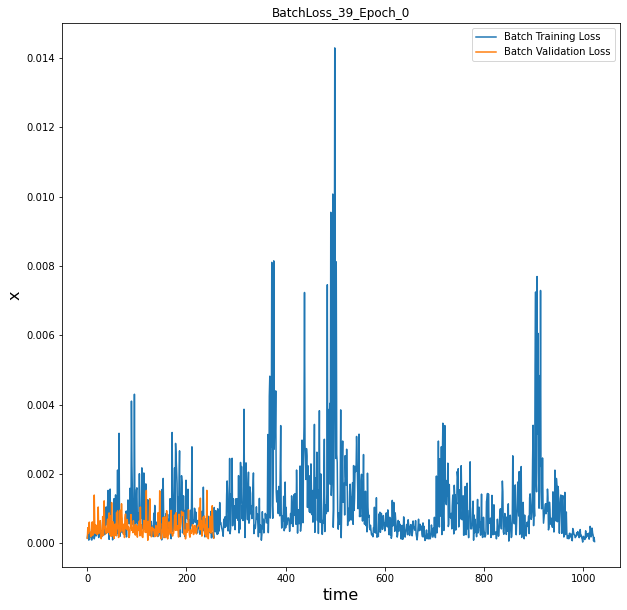 BatchLoss_39_Epoch_0
Batch Training Loss
Batch Validation Loss
0.014
0.012
0.010
0.008
0.006
0.004
0.002
0.000
x
0 200 400 600 800 1000
time